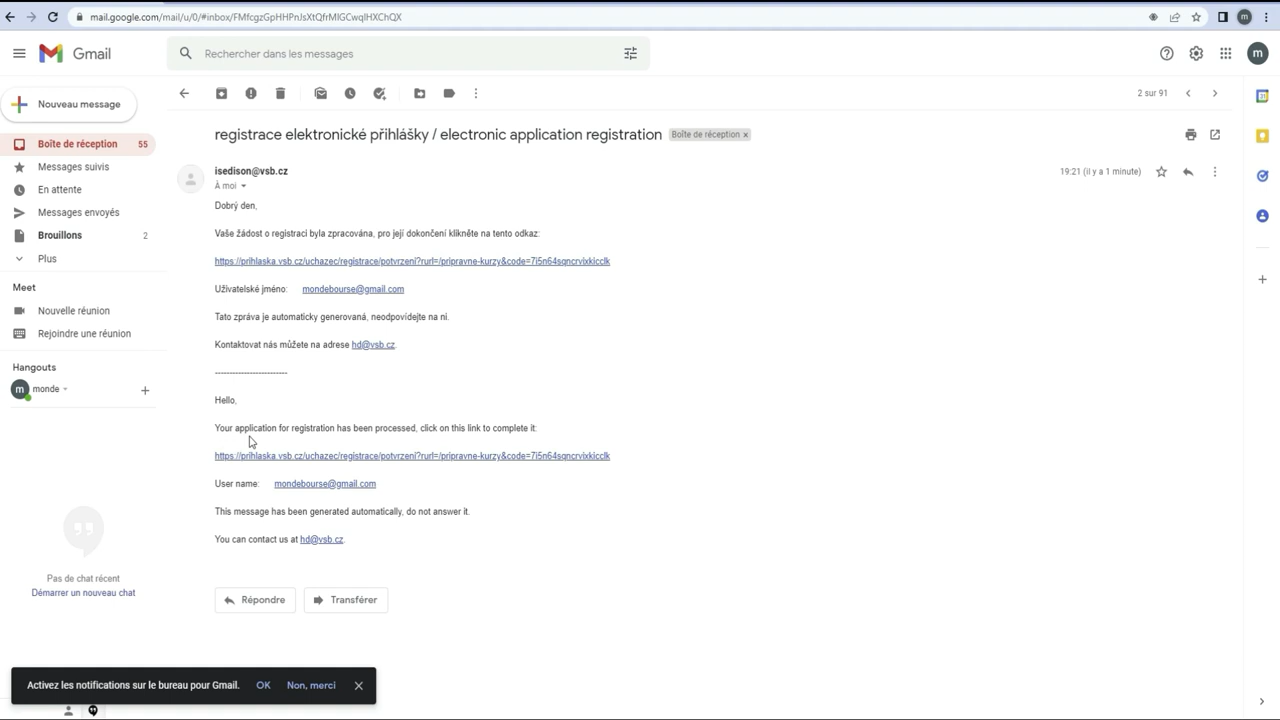 mail.google.com/mail/u/0/#inbox/FMfcgzGpHHPnJsXtQfrMlGCwqlHXChQX
m
Gmail
Rechercher dans les messages
m
Nouveau message
2 sur 91
registrace elektronické přihlášky / electronic application registration
Boîte de réception x
Boîte de réception 55
Messages suivis
En attente
Messages envoyés
Brouillons 2
Plus
Meet
Nouvelle réunion
Rejoindre une réunion
Hangouts
m monde
Pas de chat récent
Démarrer un nouveau chat
isedison@vsb.cz
19:21 (il y a 1 minute)
À moi
Dobrý den,
Vaše žádost o registraci byla zpracována, pro její dokončení klikněte na tento odkaz:
https://prihlaska.vsb.cz/uchazec/registrace/potvrzeni?rurl=/pripravne-kurzy&code=7i5n64sqncrvixkicclk
Uživatelské jméno: mondebourse@gmail.com
Tato zpráva je automaticky generovaná, neodpovídejte na ni.
Kontaktovat nás můžete na adrese hd@vsb.cz.
-------------------------
Hello,
Your application for registration has been processed, click on this link to complete it:
https://prihlaska.vsb.cz/uchazec/registrace/potvrzeni?rurl=/pripravne-kurzy&code=7i5n64sqncrvixkicclk
User name: mondebourse@gmail.com
This message has been generated automatically, do not answer it.
You can contact us at hd@vsb.cz.
Répondre
Transférer
Activez les notifications sur le bureau pour Gmail. OK Non, merci